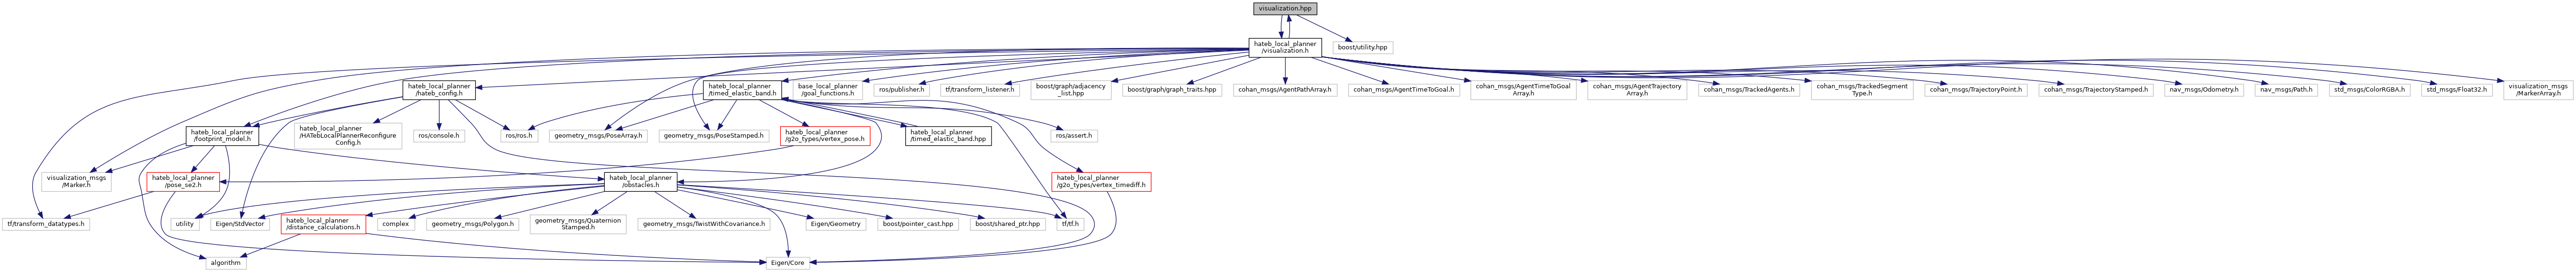 visualization.hpp
hateb_local_planner
/visualization.h
boost/utility.hpp
hateb_local_planner
/hateb_config.h
hateb_local_planner
/timed_elastic_band.h
base_local_planner
/goal_functions.h
ros/publisher.h
tf/transform_listener.h
boost/graph/adjacency
_list.hpp
boost/graph/graph_traits.hpp
cohan_msgs/AgentPathArray.h
cohan_msgs/AgentTimeToGoal.h
cohan_msgs/AgentTimeToGoal
Array.h
cohan_msgs/AgentTrajectory
Array.h
cohan_msgs/TrackedAgents.h
cohan_msgs/TrackedSegment
Type.h
cohan_msgs/TrajectoryPoint.h
cohan_msgs/TrajectoryStamped.h
nav_msgs/Odometry.h
nav_msgs/Path.h
std_msgs/ColorRGBA.h
std_msgs/Float32.h
visualization_msgs
/MarkerArray.h
hateb_local_planner
/footprint_model.h
hateb_local_planner
/HATebLocalPlannerReconfigure
Config.h
ros/console.h
ros/ros.h
geometry_msgs/PoseArray.h
geometry_msgs/PoseStamped.h
hateb_local_planner
/g2o_types/vertex_pose.h
hateb_local_planner
/timed_elastic_band.hpp
ros/assert.h
visualization_msgs
/Marker.h
hateb_local_planner
/pose_se2.h
hateb_local_planner
/obstacles.h
hateb_local_planner
/g2o_types/vertex_timediff.h
tf/transform_datatypes.h
utility
Eigen/StdVector
hateb_local_planner
/distance_calculations.h
complex
geometry_msgs/Polygon.h
geometry_msgs/Quaternion
Stamped.h
geometry_msgs/TwistWithCovariance.h
Eigen/Geometry
boost/pointer_cast.hpp
boost/shared_ptr.hpp
tf/tf.h
algorithm
Eigen/Core